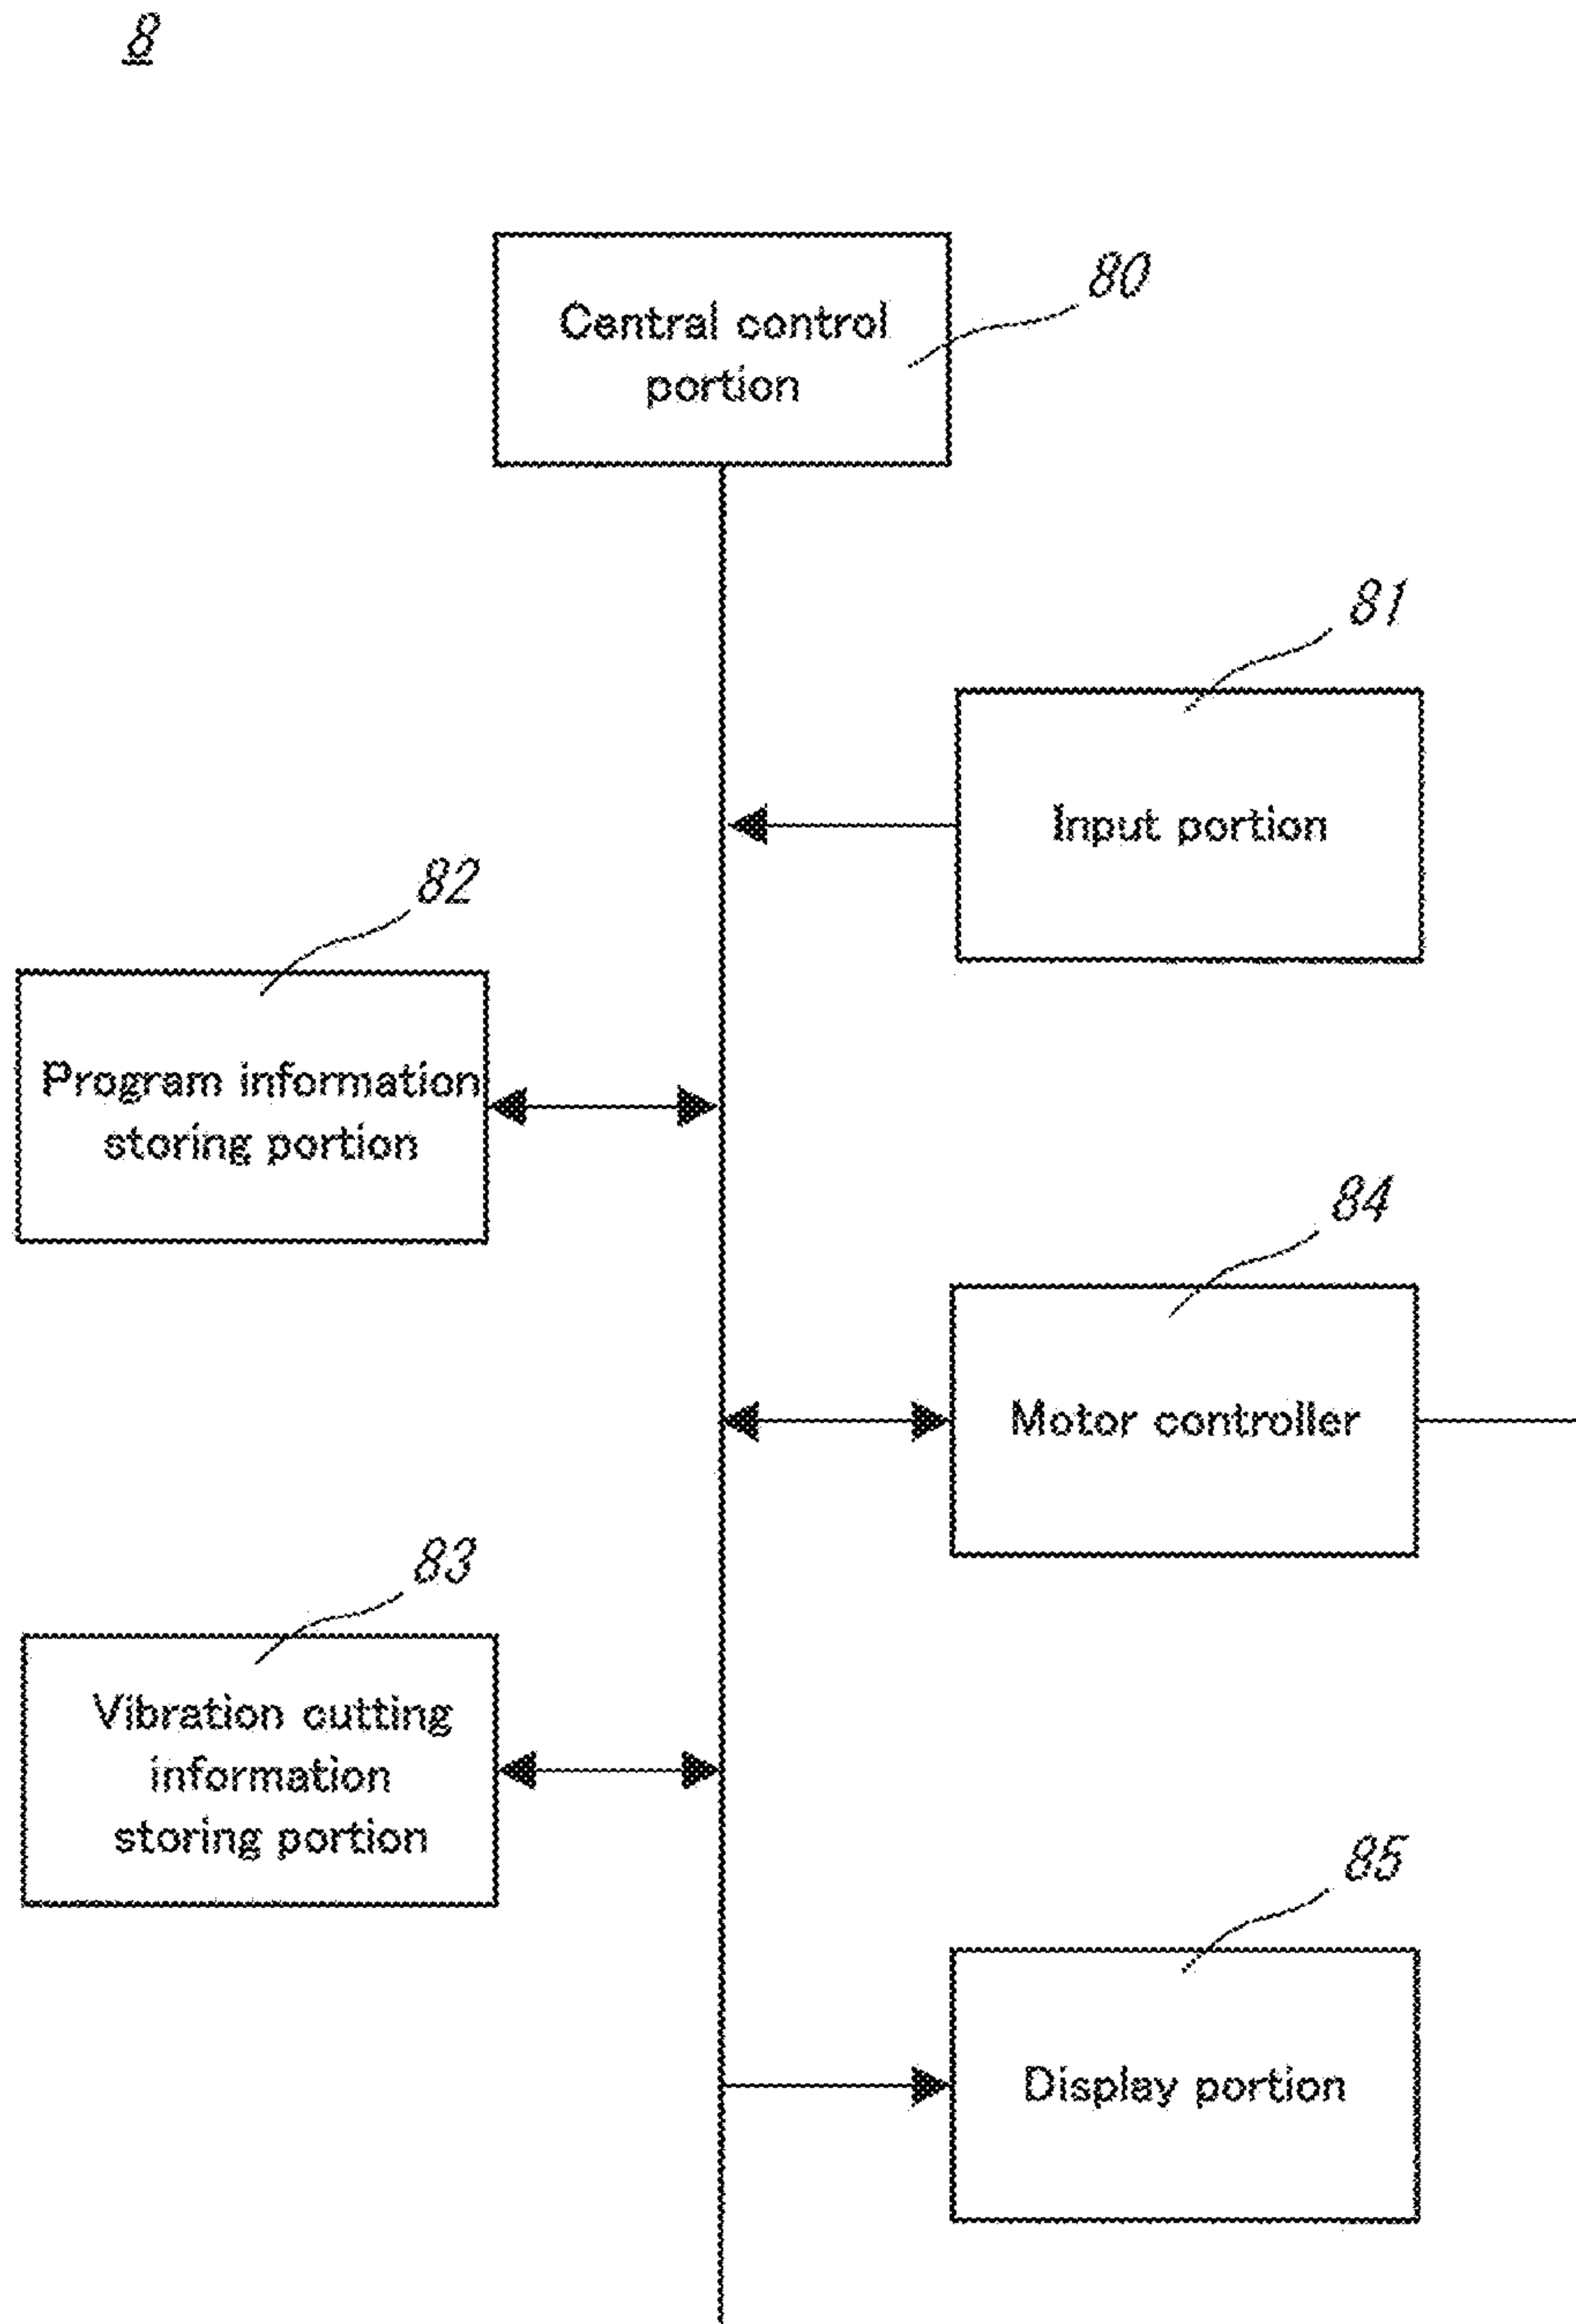 8
80
Central control
portion
81
Input portion
82
Program information
storing portion
84
Motor controller
83
Vibration cutting
information
storing portion
85
Display portion